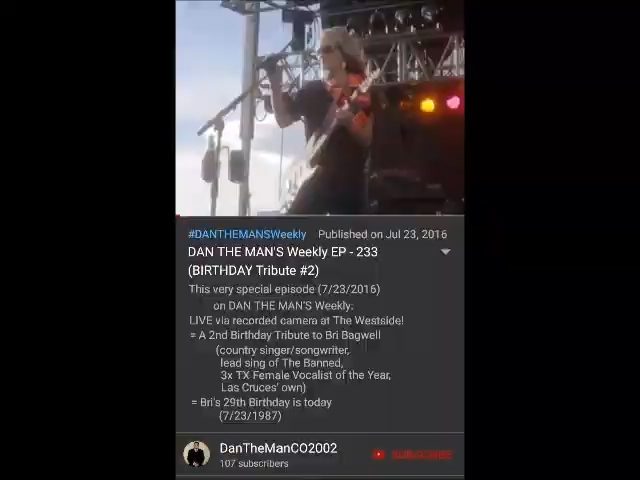 #DANTHEMANSWeekly Published on Jul 23, 2016
DAN THE MAN'S Weekly EP - 233
(BIRTHDAY Tribute #2)
This very special episode (7/23/2016)
on DAN THE MAN'S Weekly:
LIVE via recorded camera at The Westside!
= A 2nd Birthday Tribute to Bri Bagwell
(country singer/songwriter,
lead sing of The Banned,
3x TX Female Vocalist of the Year,
Las Cruces' own)
= Bri's 29th Birthday is today
(7/23/1987)
DanTheManCO2002
SUBSCRIBE
107 subscribers